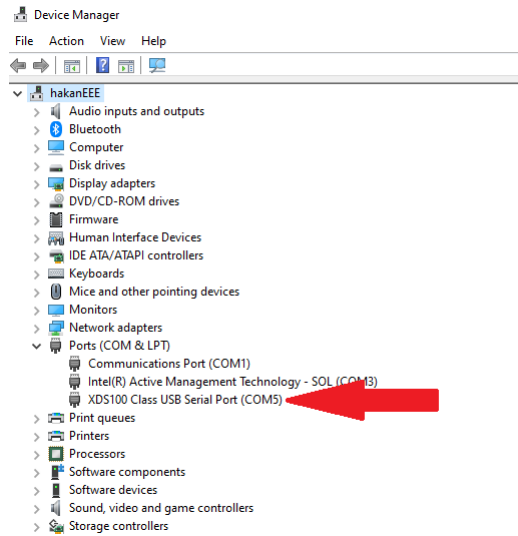 Device Manager
File Action View Help
hakanEEE
Audio inputs and outputs
Bluetooth
Computer
Disk drives
Display adapters
DVD/CD-ROM drives
Firmware
Human Interface Devices
IDE ATA/ATAPI controllers
Keyboards
Mice and other pointing devices
Monitors
Network adapters
Ports (COM & LPT)
Communications Port (COM1)
Intel(R) Active Management Technology - SOL (COM3)
XDS100 Class USB Serial Port (COM5)
Print queues
Printers
Processors
Software components
Software devices
Sound, video and game controllers
Storage controllers